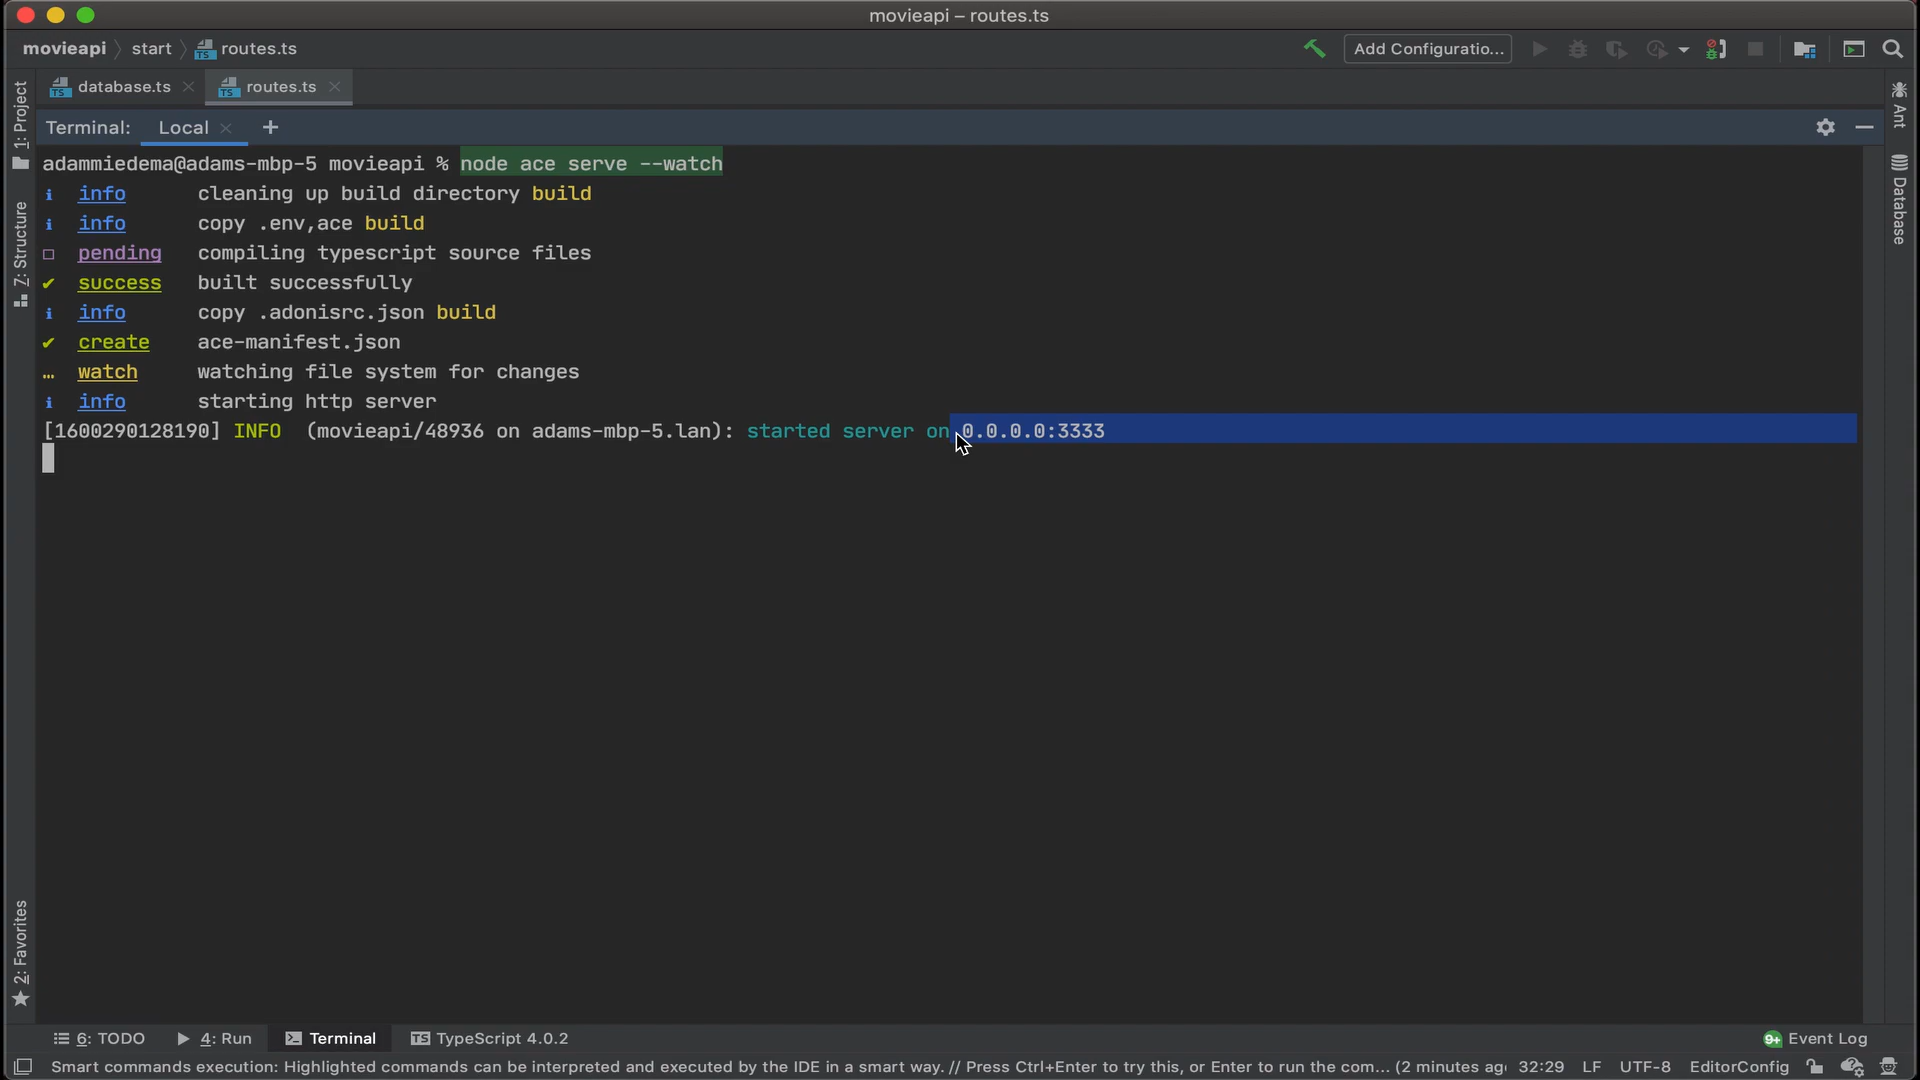 movieapi – routes.ts
movieapi start routes.ts Add Configuratio...
database.ts routes.ts
Terminal: Local
adammiedema@adams-mbp-5 movieapi % node ace serve --watch
info cleaning up build directory build
info copy .env,ace build
pending compiling typescript source files
success built successfully
info copy .adonisrc.json build
create ace-manifest.json
… watch watching file system for changes
info starting http server
[1600290128190] INFO (movieapi/48936 on adams-mbp-5.lan): started server on 0.0.0.0:3333
1: Project
7: Structure
2: Favorites
Ant
Database
6: TODO 4: Run Terminal TS TypeScript 4.0.2 9+ Event Log
Smart commands execution: Highlighted commands can be interpreted and executed by the IDE in a smart way. // Press Ctrl+Enter to try this, or Enter to run the com... (2 minutes ag 32:29 LF UTF-8 EditorConfig